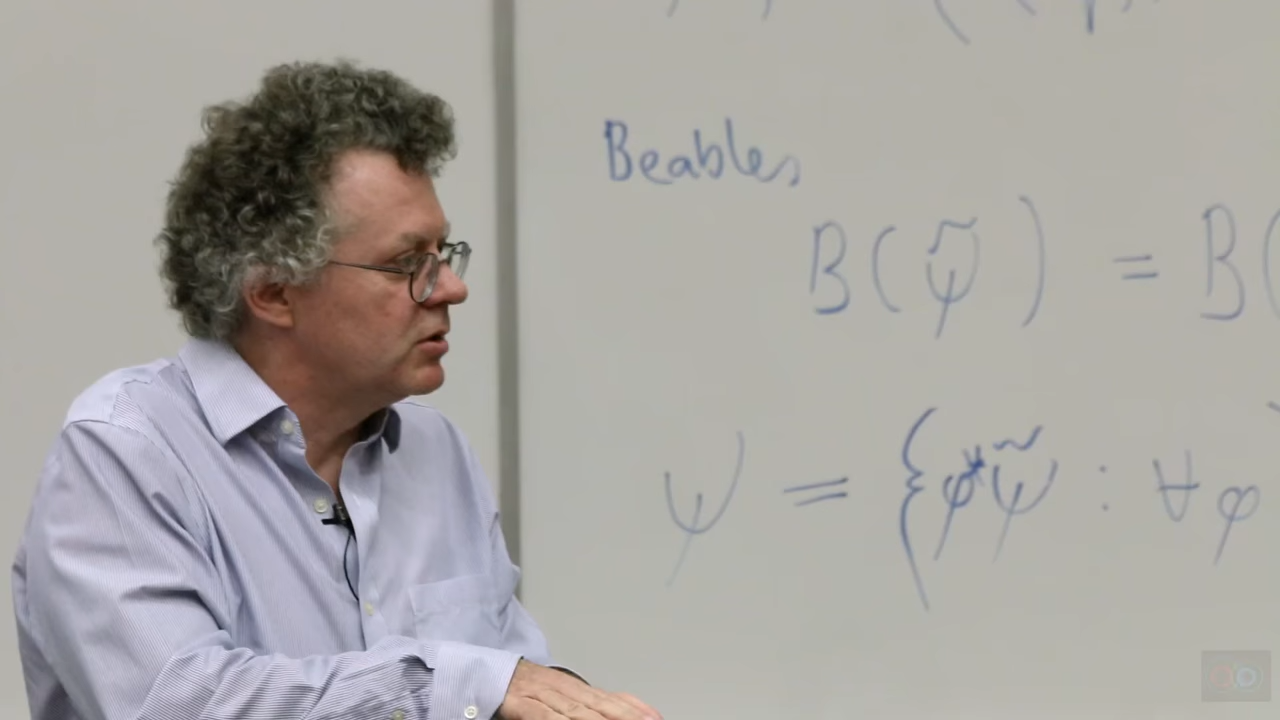 Beables
B(ψ̃) = B(
ψ = {φ*ψ̃ : ∀φ